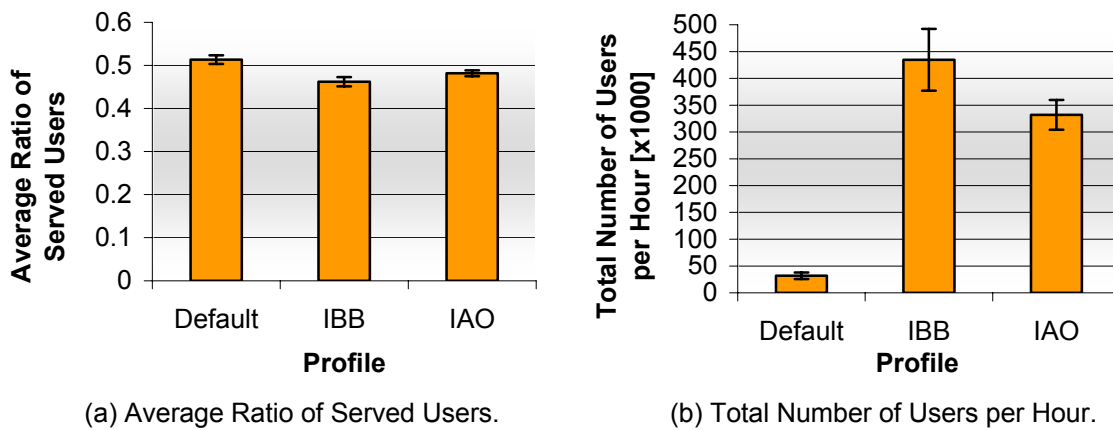 Average Ratio of
Served Users
0.6
0.5
0.4
0.3
0.2
0.1
0
Default IBB IAO
Profile
(a) Average Ratio of Served Users.
Total Number of Users
per Hour [x1000]
500
450
400
350
300
250
200
150
100
50
0
Default IBB IAO
Profile
(b) Total Number of Users per Hour.